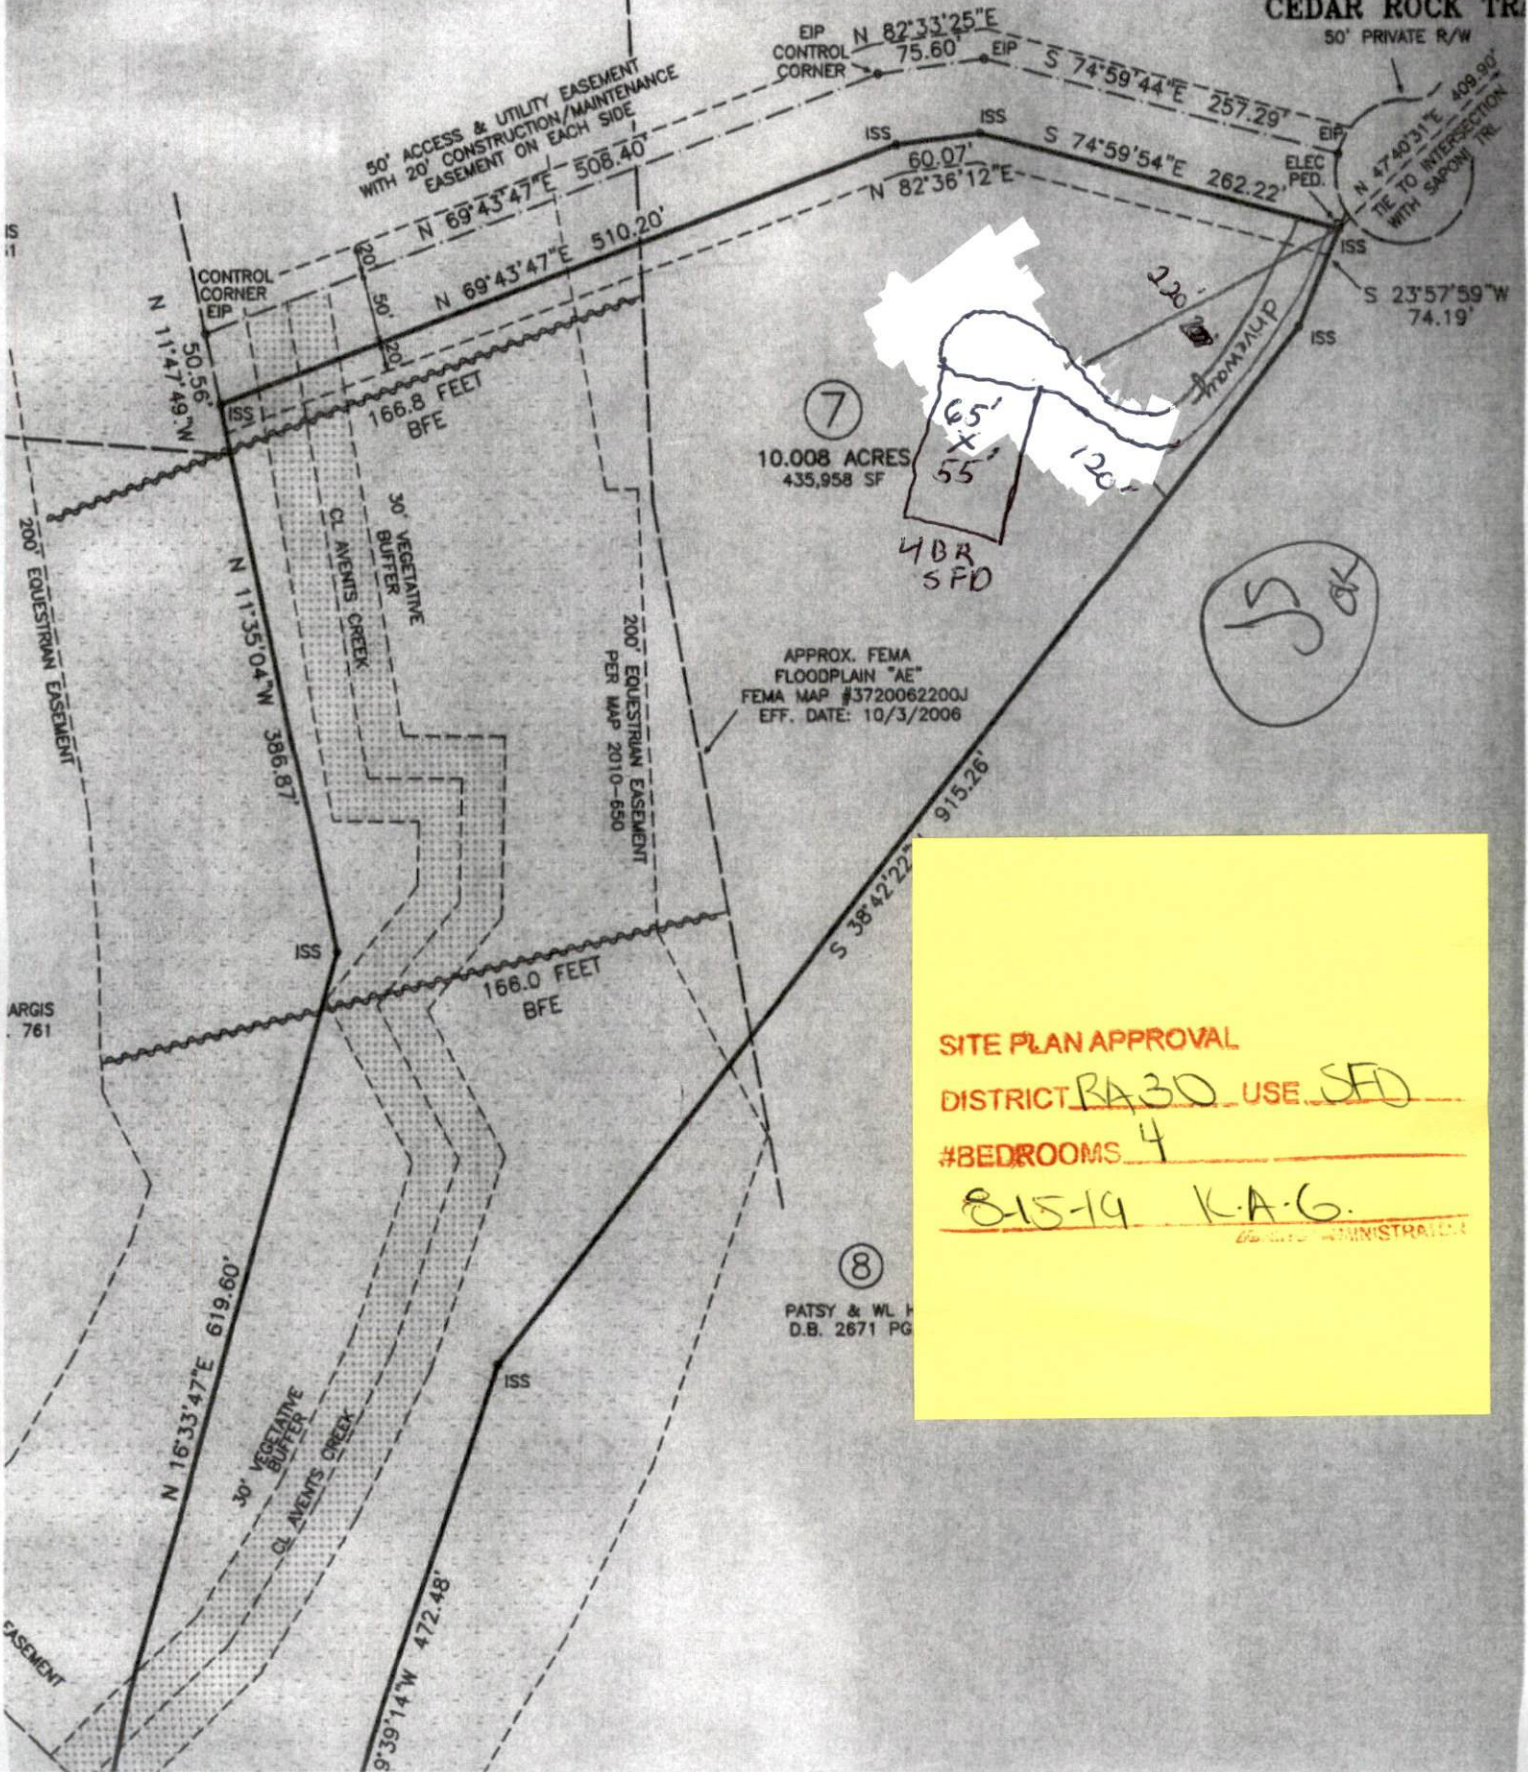 CEDAR ROCK
50' PRIVATE R/W
EIP
CONTROL
CORNER
N 82°33'25"E
75.60'
EIP
S 74°59'44"E 257.29'
EIP
N 47°40'31"E 409.90'
TIE TO INTERSECTION
WITH SAPONI TRL
ELEC
PED.
50' ACCESS & UTILITY EASEMENT
WITH 20' CONSTRUCTION/MAINTENANCE
EASEMENT ON EACH SIDE
N 69°43'47"E 508.40'
ISS
ISS
60.07'
N 82°36'12"E
S 74°59'54"E 262.22'
ISS
S 23°57'59"W
74.19'
ISS
CONTROL
CORNER
EIP
20'
50'
20'
N 69°43'47"E 510.20'
N 11°47'49"W
50.56'
ISS
166.8 FEET
BFE
220'
driveway
7
10.008 ACRES
435,958 SF
65'
X
55'
120'
4BR
SFD
OK
200' EQUESTRIAN EASEMENT
N 11°35'04"W 386.87'
CL AVENTS CREEK
30' VEGETATIVE
BUFFER
200' EQUESTRIAN EASEMENT
PER MAP 2010-650
APPROX. FEMA
FLOODPLAIN "AE"
FEMA MAP #3720062200J
EFF. DATE: 10/3/2006
S 38°42'22" 915.26'
ISS
166.0 FEET
BFE
ARGIS
761
SITE PLAN APPROVAL
DISTRICT RA30 USE SFD
#BEDROOMS 4
8-15-19 K.A.G.
8
PATSY & WL H
D.B. 2671 PG
ISS
N 16°33'47"E 619.60'
30' VEGETATIVE
BUFFER
CL AVENTS CREEK
9°39'14"W 472.48'
EASEMENT